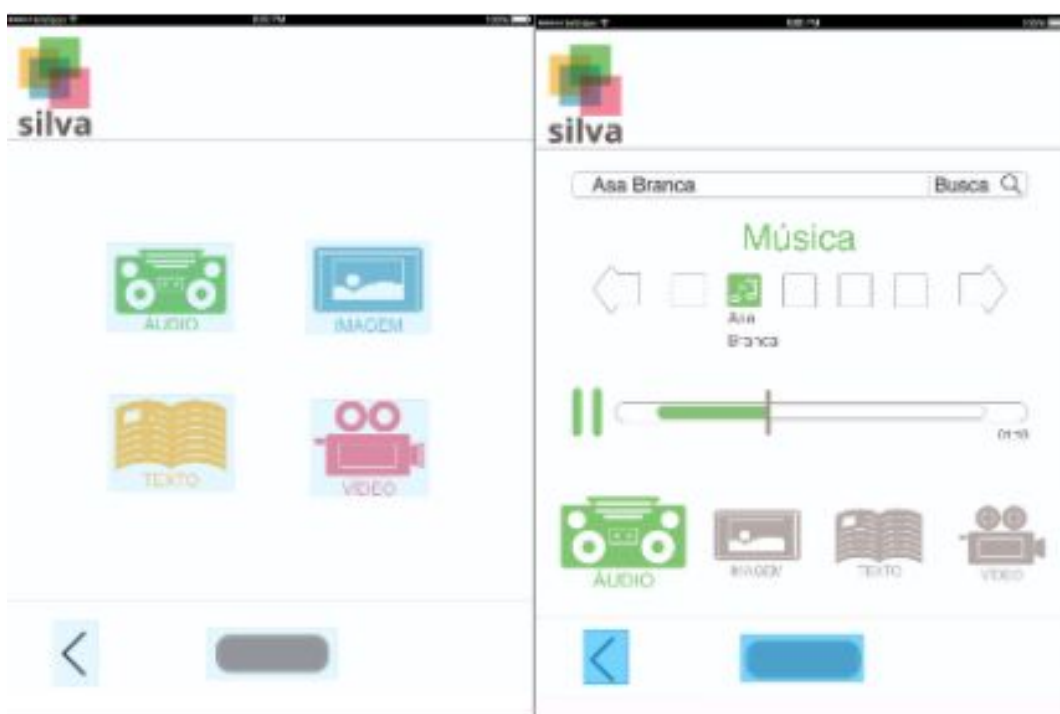 silva
ÁUDIO
IMAGEM
TEXTO
VÍDEO
silva
Asa Branca
Busca
Música
Asa
Branca
ÁUDIO
IMAGEM
TEXTO
VÍDEO